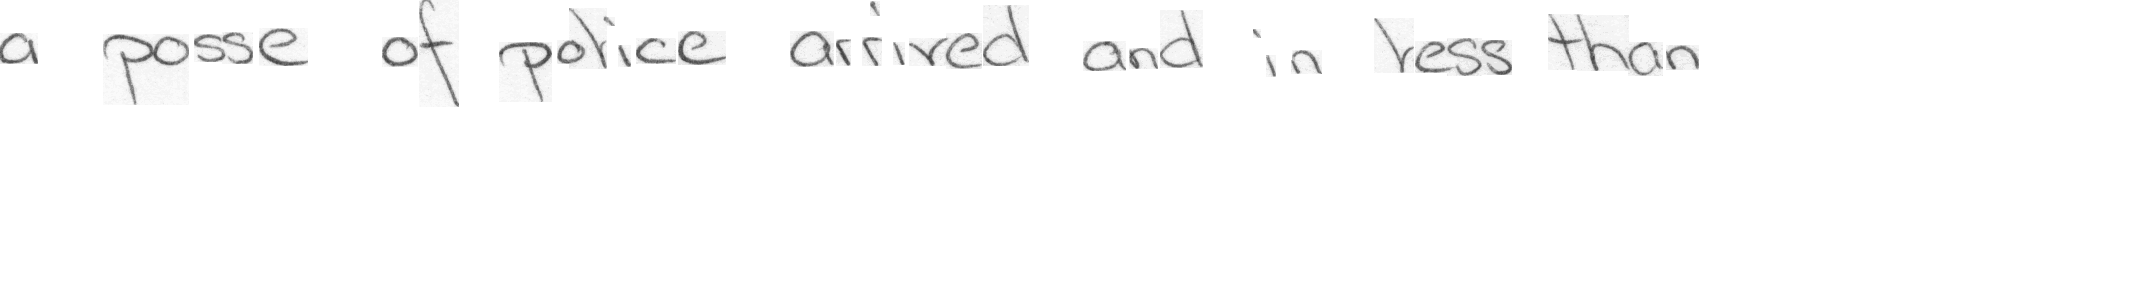 a posse of police arrived and in less than